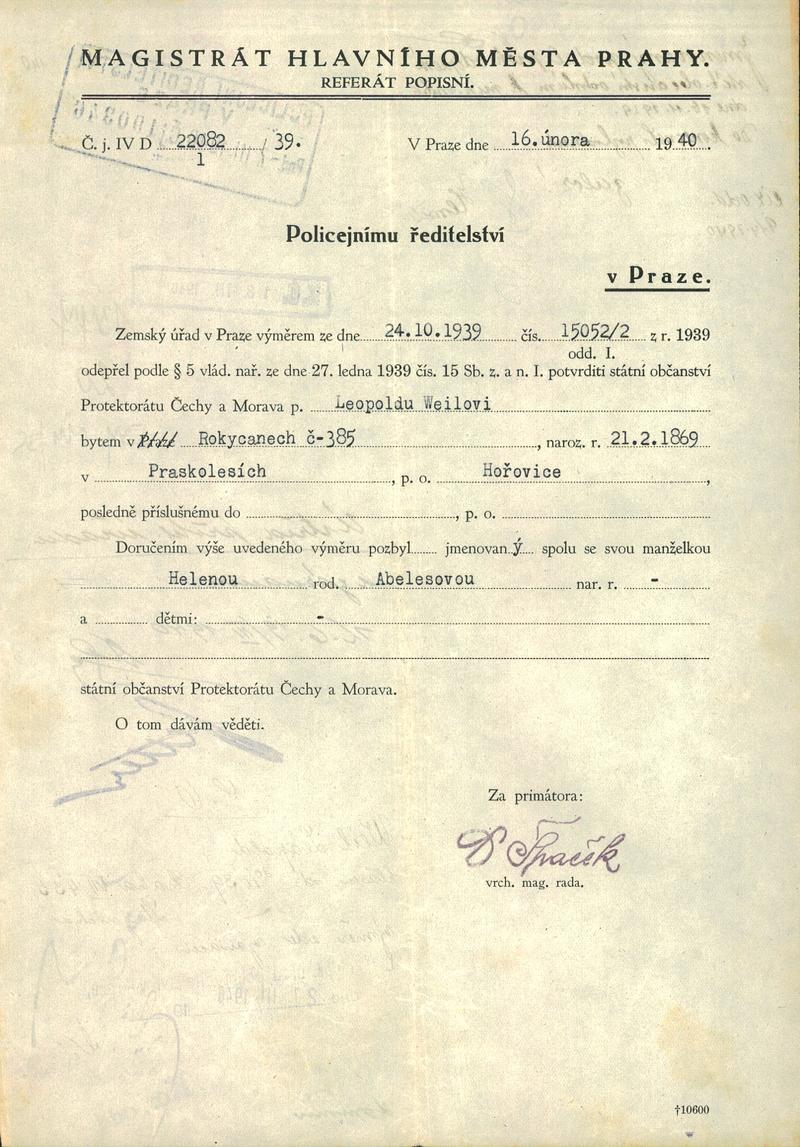 MAGISTRÁT HLAVNÍHO MĚSTA PRAHY.
REFERÁT POPISNÍ.
Č. j. IV D 22082 / 39.
1
V Praze dne 16.února 1940.
Policejnímu ředitelství
v Praze.
Zemský úřad v Praze výměrem ze dne 24.10.1939 čís. 15052/2 z r. 1939
odd. I.
odepřel podle § 5 vlád. nař. ze dne 27. ledna 1939 čís. 15 Sb. z. a n. I. potvrditi státní občanství
Protektorátu Čechy a Morava p. Leopoldu Weilovi
bytem v Rokycanech č-385, naroz. r. 21.2.1869
v Praskolesích, p. o. Hořovice,
posledně příslušnému do, p. o.
Doručením výše uvedeného výměru pozbyl jmenovaný spolu se svou manželkou
Helenou rod. Abelesovou nar. r. -
a dětmi: -
státní občanství Protektorátu Čechy a Morava.
O tom dávám věděti.
Za primátora:
vrch. mag. rada.
†10600